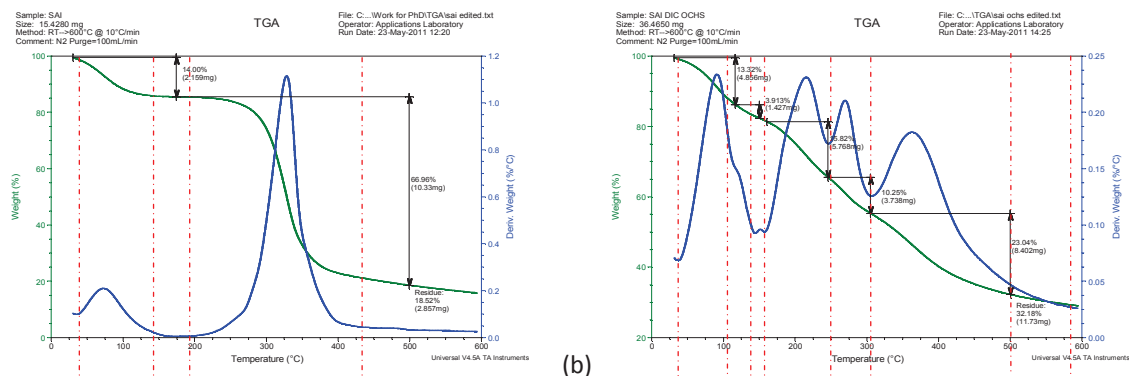 Sample: SAI
Size: 15.4280 mg
Method: RT-->600°C @ 10°C/min
Comment: N2 Purge=100mL/min
TGA
File: C:...\Work for PhD\TGA\sai edited.txt
Operator: Applications Laboratory
Run Date: 23-May-2011 12:20
14.00%
(2.159mg)
66.96%
(10.33mg)
Residue:
18.52%
(2.857mg)
Weight (%)
100
80
60
40
20
0
Deriv. Weight (%/°C)
1.2
1.0
0.8
0.6
0.4
0.2
0.0
0 100 200 300 400 500 600
Temperature (°C)
Universal V4.5A TA Instruments
(b)
Sample: SAI DIC OCHS
Size: 36.4650 mg
Method: RT-->600°C @ 10°C/min
Comment: N2 Purge=100mL/min
TGA
File: C:...\Work for PhD\TGA\sai ochs edited.txt
Operator: Applications Laboratory
Run Date: 23-May-2011 14:25
13.32%
(4.856mg)
3.913%
(1.427mg)
15.82%
(5.768mg)
10.25%
(3.738mg)
23.04%
(8.402mg)
Residue:
32.18%
(11.73mg)
Weight (%)
100
80
60
40
20
Deriv. Weight (%/°C)
0.25
0.20
0.15
0.10
0.05
0.00
0 100 200 300 400 500 600
Temperature (°C)
Universal V4.5A TA Instruments